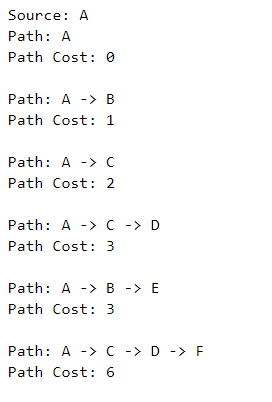 Source: A
Path: A
Path Cost: 0
Path: A -> B
Path Cost: 1
Path: A -> C
Path Cost: 2
Path: A -> C -> D
Path Cost: 3
Path: A -> B -> E
Path Cost: 3
Path: A -> C -> D -> F
Path Cost: 6